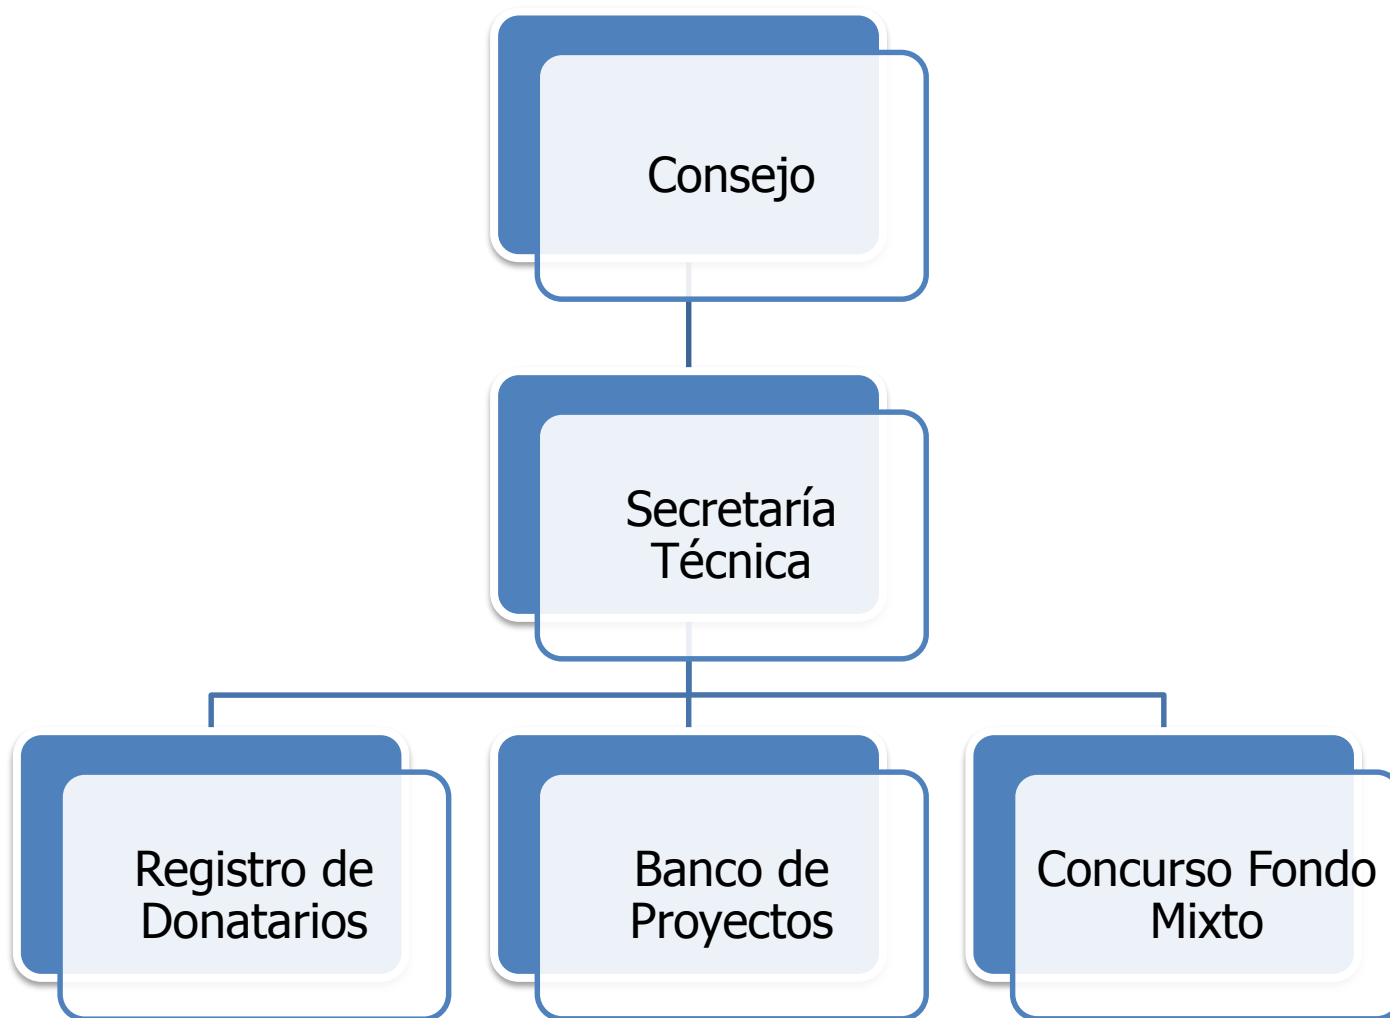 Consejo
Secretaría
Técnica
Registro de
Donatarios
Banco de
Proyectos
Concurso Fondo
Mixto